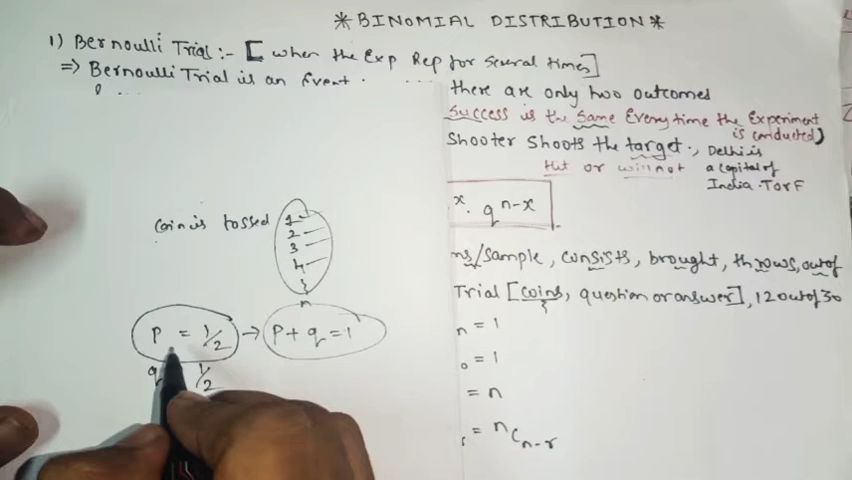 *BINOMIAL DISTRIBUTION*
1) Bernoulli Trial:- [when the Exp Rep for Several times]
=> Bernoulli Trial is an Event
there are only two outcomes
Success is the Same Every time the Experiment
is conducted)
Shooter Shoots the target., Delhi is
Hit or will not a capital of
India. T or F
x . q n-x
coin is tossed 1
2
3
4
n
ns/sample, consists, brought, throws, out of
Trial [coins, question or answer], 12 out of 30
P = 1/2 → P + q = 1
n = 1
q 1/2
o = 1
= n
= nCn-r